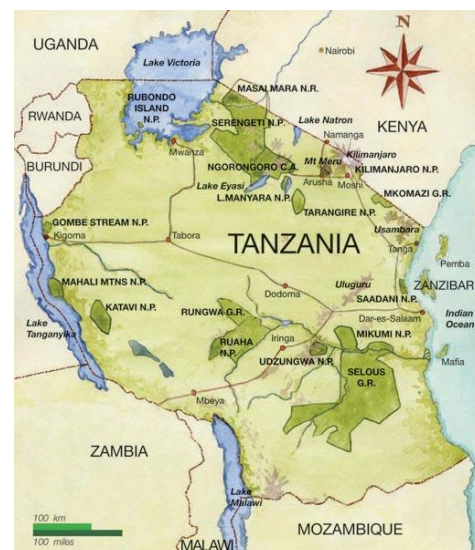 UGANDA
Lake Victoria
N
Nairobi
MASALMARA N.R.
RUBONDO
ISLAND
N.P.
SERENGETI N.P.
Lake Natron
RWANDA
Namanga
KENYA
Mwanza
NGORONGORO C.A.
Mt Meru
Kilimanjaro
KILIMANJARO N.P.
BURUNDI
Lake Eyasi
Arusha
Moshi
L.MANYARA N.P.
MKOMAZI G.R.
TARANGIRE N.P.
GOMBE STREAM N.P.
Usambara
Kigoma
Tabora
TANZANIA
Tanga
Pemba
MAHALI MTNS N.P.
Dodoma
Uluguru
ZANZIBAR
SAADANI N.P.
KATAVI N.P.
RUNGWA G.R.
Indian
Ocean
Lake
Tanganyika
Dar-es-Salaam
MIKUMI N.P.
RUAHA
N.P.
Iringa
UDZUNGWA N.P.
Mafia
SELOUS
G.R.
Mbeya
ZAMBIA
Lake
Malawi
100 km
100 miles
MALAWI
MOZAMBIQUE